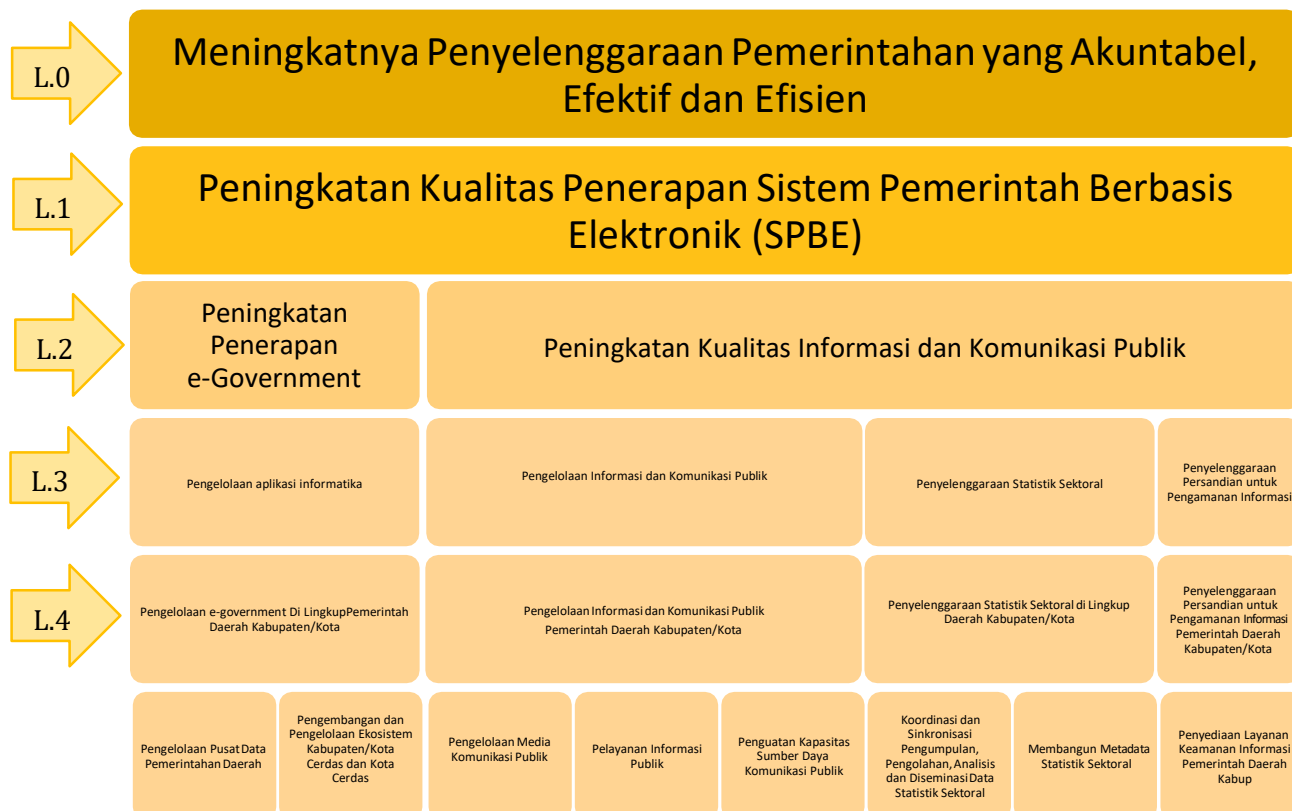 L.0
Meningkatnya Penyelenggaraan Pemerintahan yang Akuntabel,
Efektif dan Efisien
L.1
Peningkatan Kualitas Penerapan Sistem Pemerintah Berbasis
Elektronik (SPBE)
L.2
Peningkatan
Penerapan
e-Government
Peningkatan Kualitas Informasi dan Komunikasi Publik
L.3
Pengelolaan aplikasi informatika
Pengelolaan Informasi dan Komunikasi Publik
Penyelenggaraan Statistik Sektoral
Penyelenggaraan
Persandian untuk
Pengamanan Informasi
L.4
Pengelolaan e-government Di LingkupPemerintah
Daerah Kabupaten/Kota
Pengelolaan Informasi dan Komunikasi Publik
Pemerintah Daerah Kabupaten/Kota
Penyelenggaraan Statistik Sektoral di Lingkup
Daerah Kabupaten/Kota
Penyelenggaraan
Persandian untuk
Pengamanan Informasi
Pemerintah Daerah
Kabupaten/Kota
Pengelolaan Pusat Data
Pemerintahan Daerah
Pengembangan dan
Pengelolaan Ekosistem
Kabupaten/Kota
Cerdas dan Kota
Cerdas
Pengelolaan Media
Komunikasi Publik
Pelayanan Informasi
Publik
Penguatan Kapasitas
Sumber Daya
Komunikasi Publik
Koordinasi dan
Sinkronisasi
Pengumpulan,
Pengolahan, Analisis
dan Diseminasi Data
Statistik Sektoral
Membangun Metadata
Statistik Sektoral
Penyediaan Layanan
Keamanan Informasi
Pemerintah Daerah
Kabup